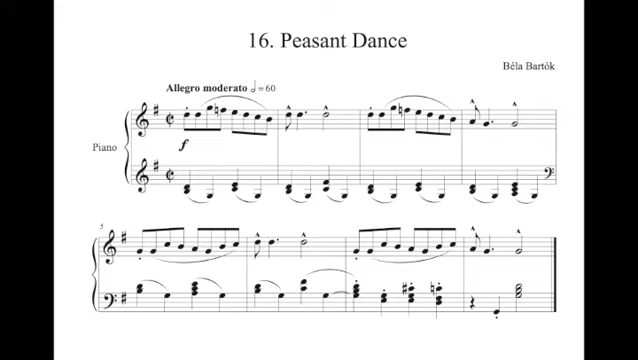 16. Peasant Dance
Béla Bartók
Allegro moderato 𝅗𝅥 = 60
Piano
f
5